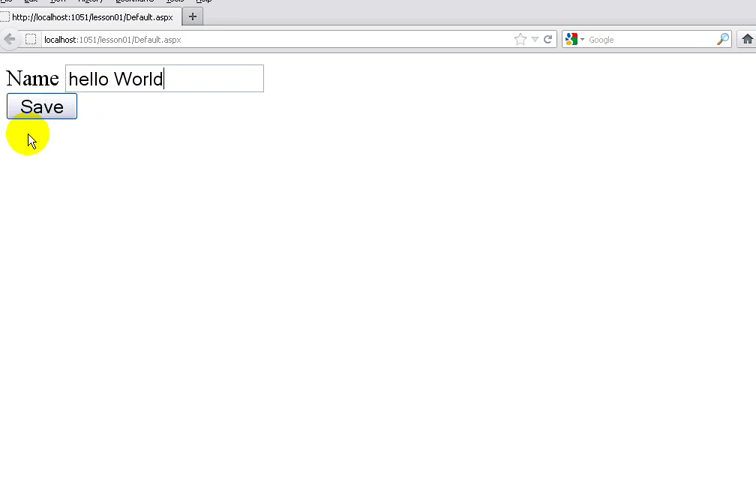 http://localhost:1051/lesson01/Default.aspx
localhost:1051/lesson01/Default.aspx
Google
Name hello World
Save